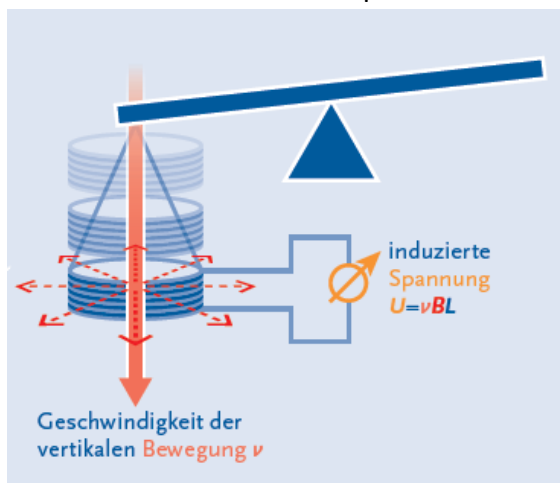 induzierte
Spannung
U=vBL
Geschwindigkeit der
vertikalen Bewegung v